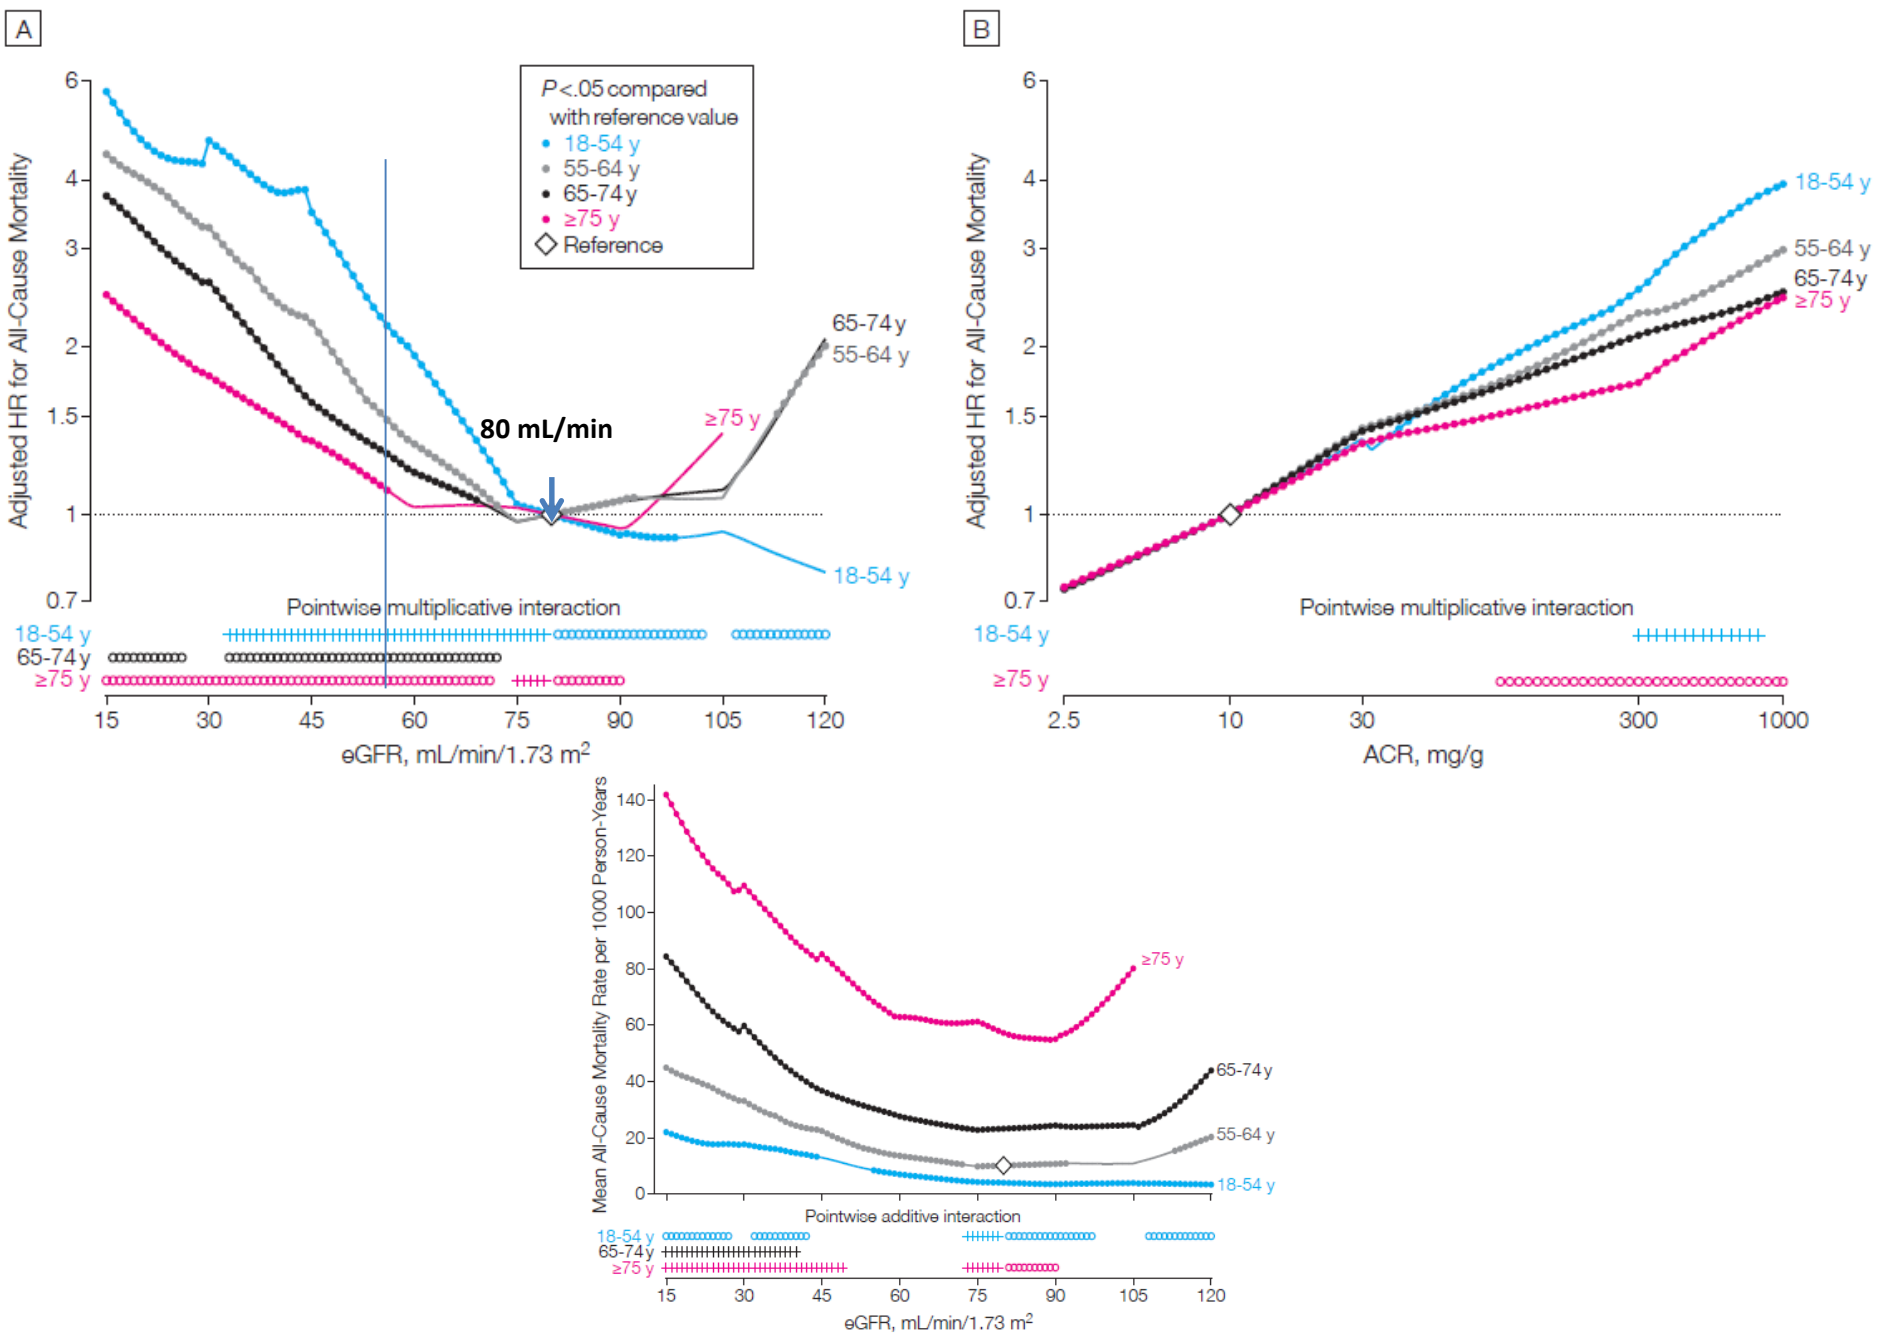 A
6
4
3
2
1.5
1
0.7
Adjusted HR for All-Cause Mortality
P<.05 compared
with reference value
18-54 y
55-64 y
65-74 y
≥75 y
Reference
80 mL/min
65-74 y
55-64 y
≥75 y
18-54 y
Pointwise multiplicative interaction
18-54 y
65-74 y
≥75 y
15 30 45 60 75 90 105 120
eGFR, mL/min/1.73 m²
B
6
4
3
2
1.5
1
0.7
Adjusted HR for All-Cause Mortality
18-54 y
55-64 y
65-74 y
≥75 y
Pointwise multiplicative interaction
18-54 y
≥75 y
2.5 10 30 300 1000
ACR, mg/g
Mean All-Cause Mortality Rate per 1000 Person-Years
140
120
100
80
60
40
20
0
≥75 y
65-74 y
55-64 y
18-54 y
Pointwise additive interaction
18-54 y
65-74 y
≥75 y
15 30 45 60 75 90 105 120
eGFR, mL/min/1.73 m²